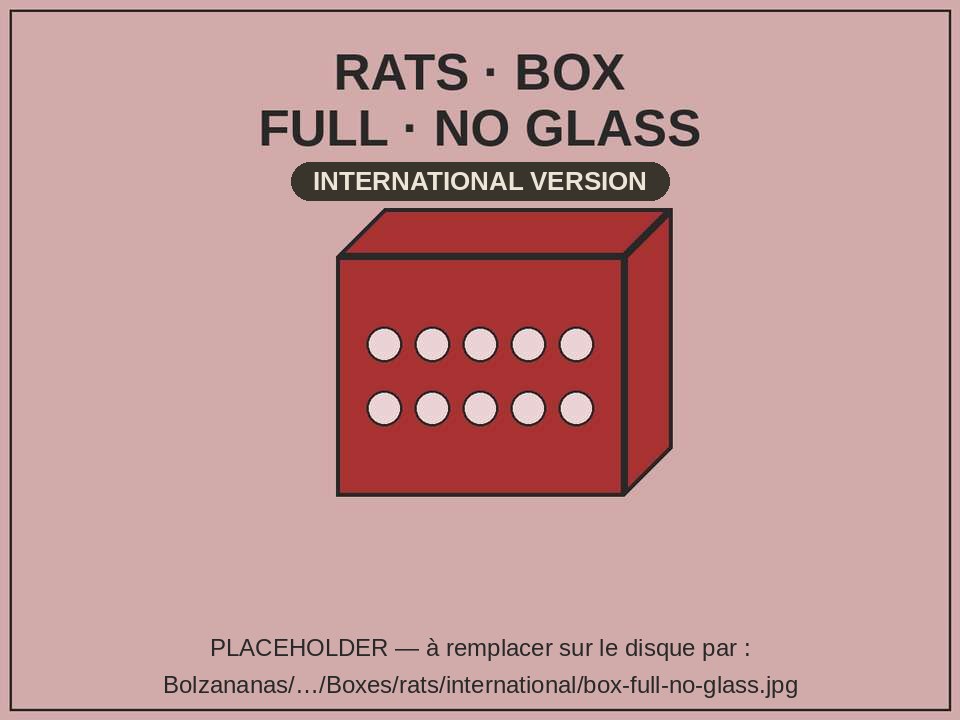 RATS · BOX
FULL · NO GLASS
INTERNATIONAL VERSION
PLACEHOLDER — à remplacer sur le disque par :
Bolzananas/…/Boxes/rats/international/box-full-no-glass.jpg